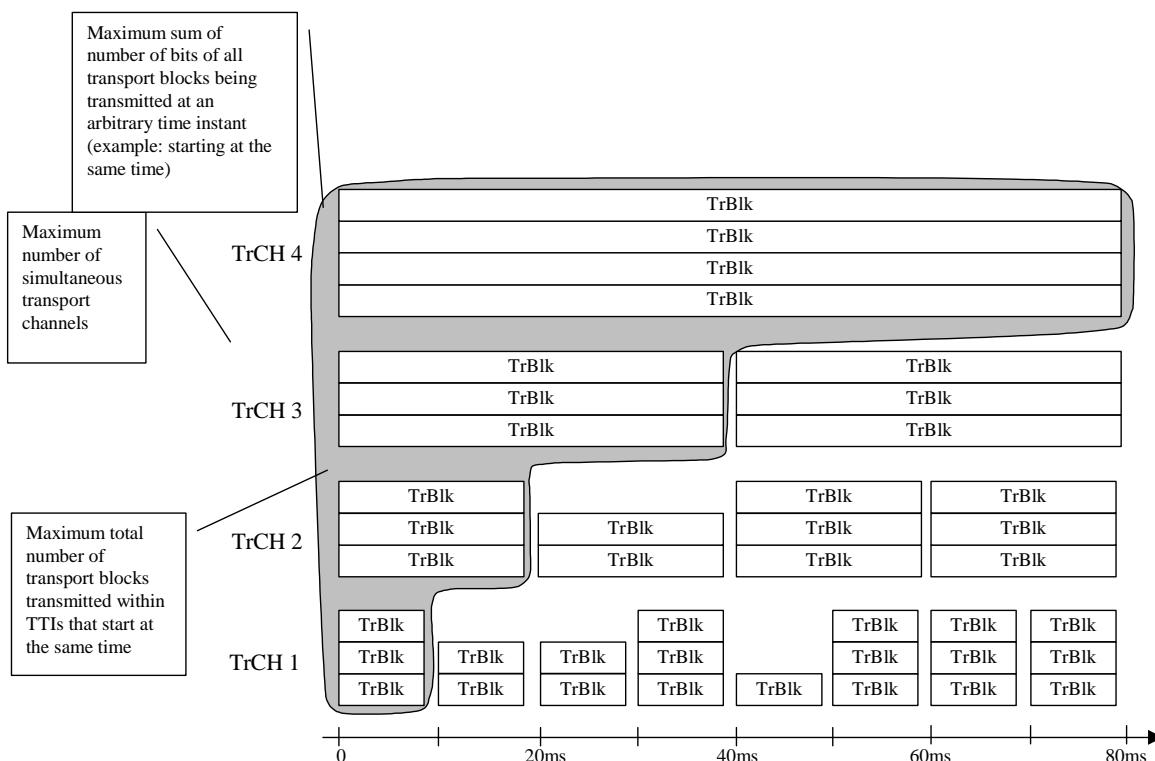 Maximum sum of
number of bits of all
transport blocks being
transmitted at an
arbitrary time instant
(example: starting at the
same time)
Maximum
number of
simultaneous
transport
channels
Maximum total
number of
transport blocks
transmitted within
TTIs that start at
the same time
TrCH 4
TrBlk
TrBlk
TrBlk
TrBlk
TrCH 3
TrBlk TrBlk
TrBlk TrBlk
TrBlk TrBlk
TrCH 2
TrBlk TrBlk TrBlk
TrBlk TrBlk TrBlk TrBlk
TrBlk TrBlk TrBlk TrBlk
TrCH 1
TrBlk TrBlk TrBlk TrBlk TrBlk
TrBlk TrBlk TrBlk TrBlk TrBlk TrBlk TrBlk
TrBlk TrBlk TrBlk TrBlk TrBlk TrBlk TrBlk TrBlk
0 20ms 40ms 60ms 80ms